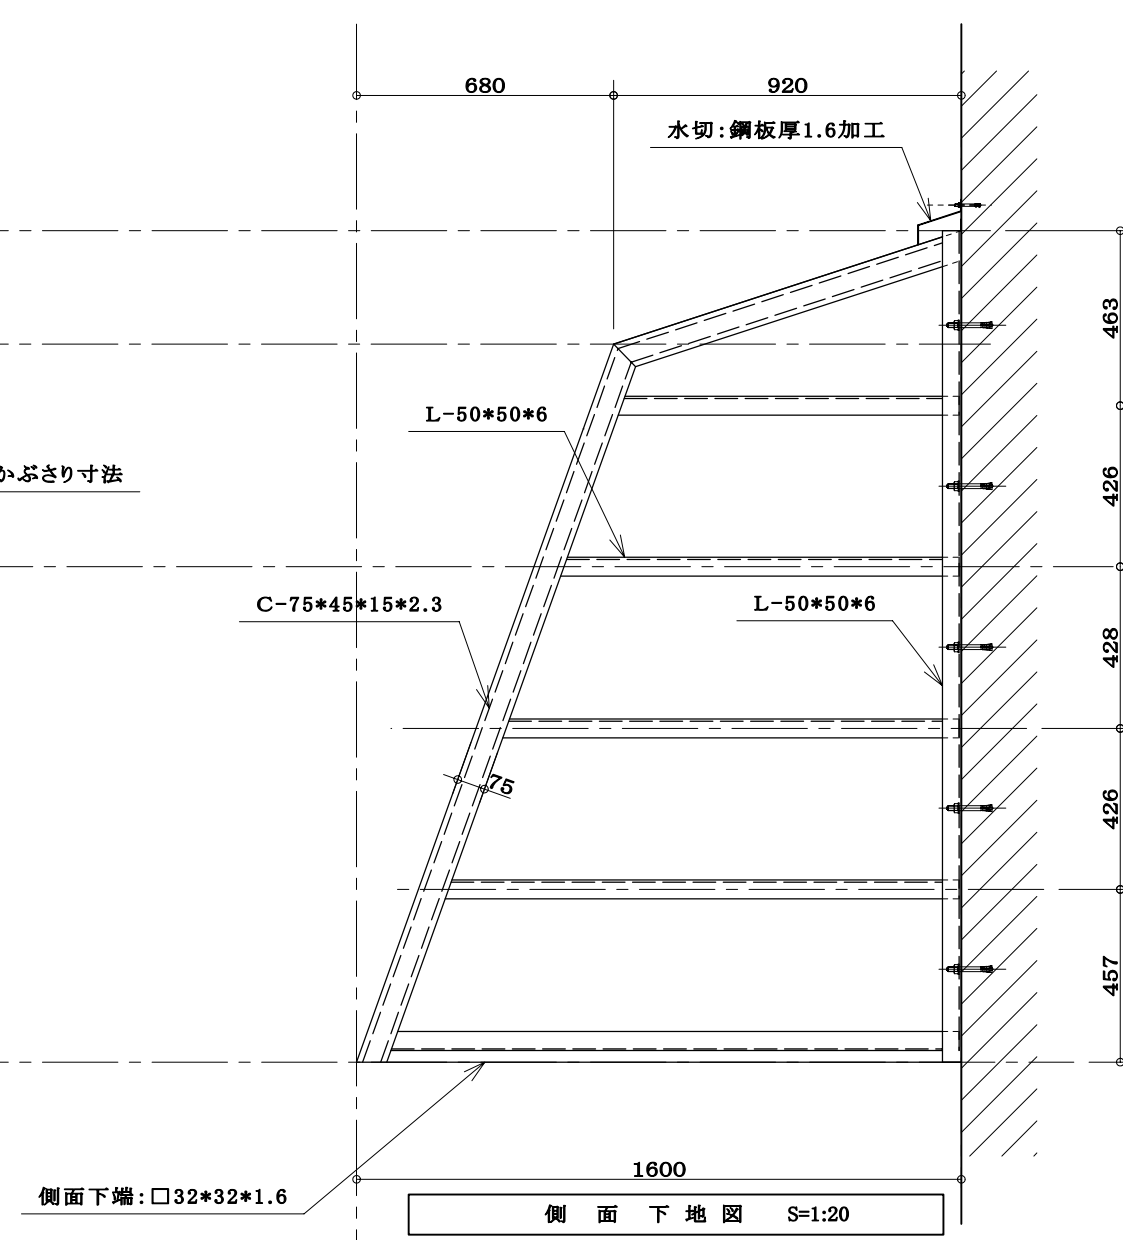 680
920
水切:鋼板厚1.6加工
463
L-50*50*6
かぶさり寸法
426
C-75*45*15*2.3
L-50*50*6
428
75
426
457
1600
側面下端:□32*32*1.6
側 面 下 地 図 S=1:20